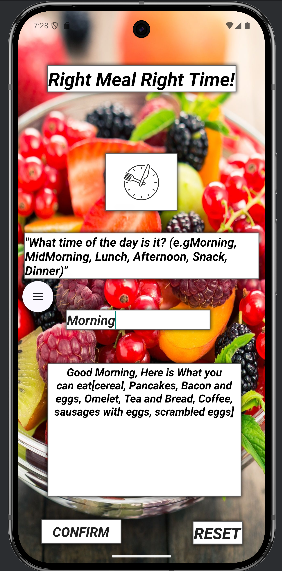 7:28
Right Meal Right Time!
"What time of the day is it? (e.gMorning,
MidMorning, Lunch, Afternoon, Snack,
Dinner)"
Morning
Good Morning, Here is What you
can eat[cereal, Pancakes, Bacon and
eggs, Omelet, Tea and Bread, Coffee,
sausages with eggs, scrambled eggs]
CONFIRM
RESET